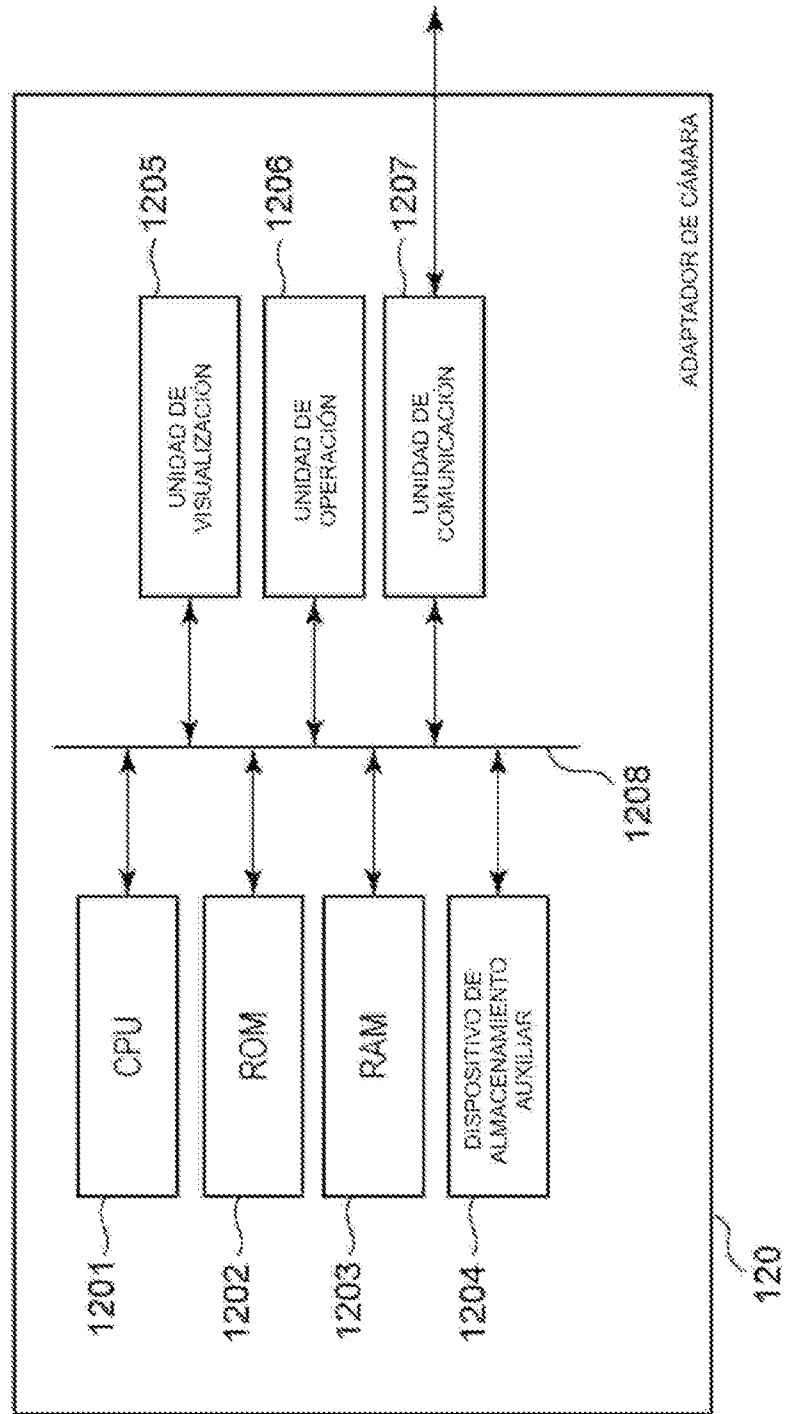 1201
CPU
1202
ROM
1203
RAM
1204
DISPOSITIVO DE
ALMACENAMIENTO
AUXILIAR
1205
UNIDAD DE
VISUALIZACIÓN
1206
UNIDAD DE
OPERACIÓN
1207
UNIDAD DE
COMUNICACIÓN
1208
120
ADAPTADOR DE CÁMARA